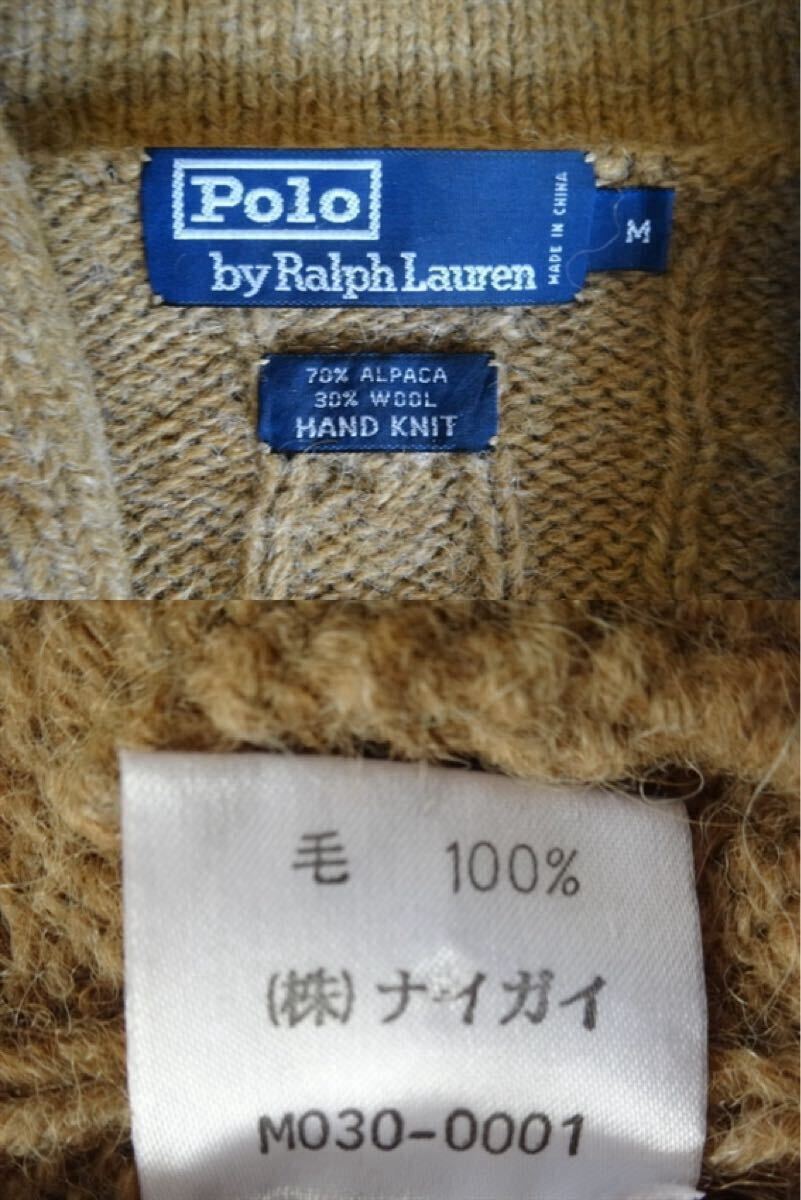 Polo
by Ralph Lauren
MADE IN CHINA
M
70% ALPACA
30% WOOL
HAND KNIT
毛 100%
(株)ナイガイ
M030-0001